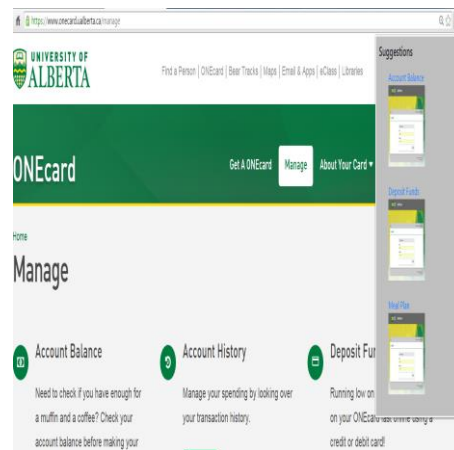 https://www.onecard.ualberta.ca/manage
Suggestions
UNIVERSITY OF
ALBERTA
Find a Person | ONEcard | Bear Tracks | Maps | Email & Apps | eClass | Libraries
Account Balance
ONEcard
Get A ONEcard
Manage
About Your Card
Deposit Funds
Home
Manage
Meal Plan
Account Balance
Need to check if you have enough for
a muffin and a coffee? Check your
account balance before making your
Account History
Manage your spending by looking over
your transaction history.
Deposit Fun
Running low on
on your ONEcard fast online using a
credit or debit card!